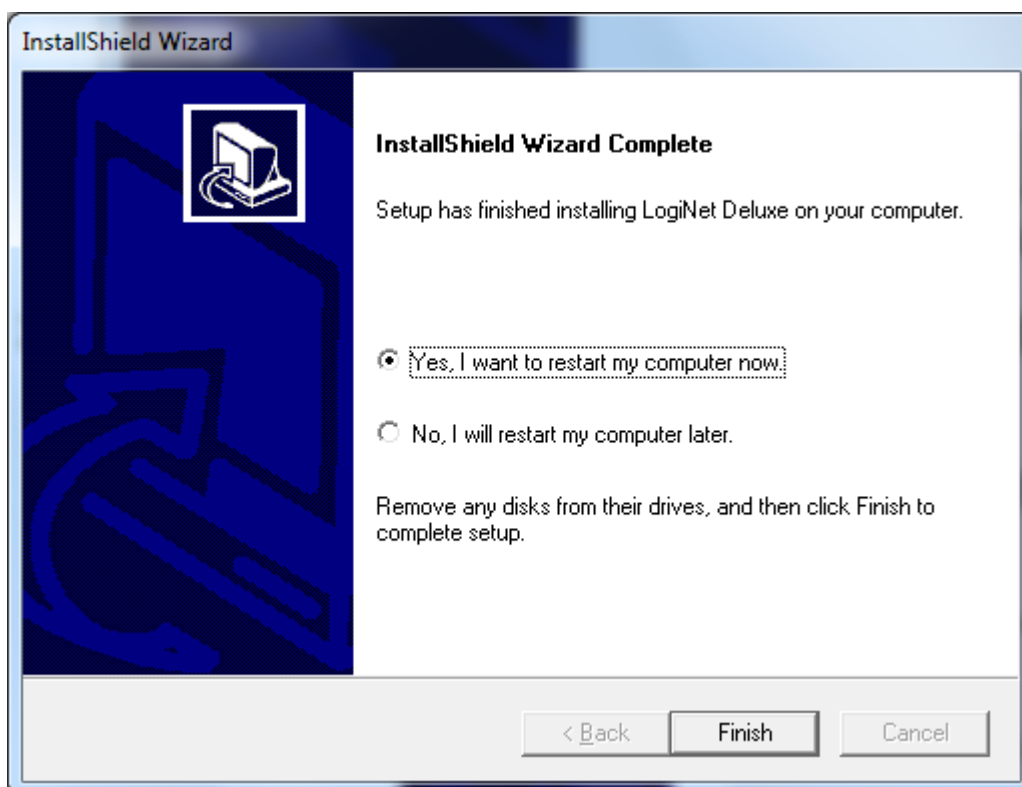 InstallShield Wizard
InstallShield Wizard Complete
Setup has finished installing LogiNet Deluxe on your computer.
Yes, I want to restart my computer now.
No, I will restart my computer later.
Remove any disks from their drives, and then click Finish to
complete setup.
< Back Finish Cancel